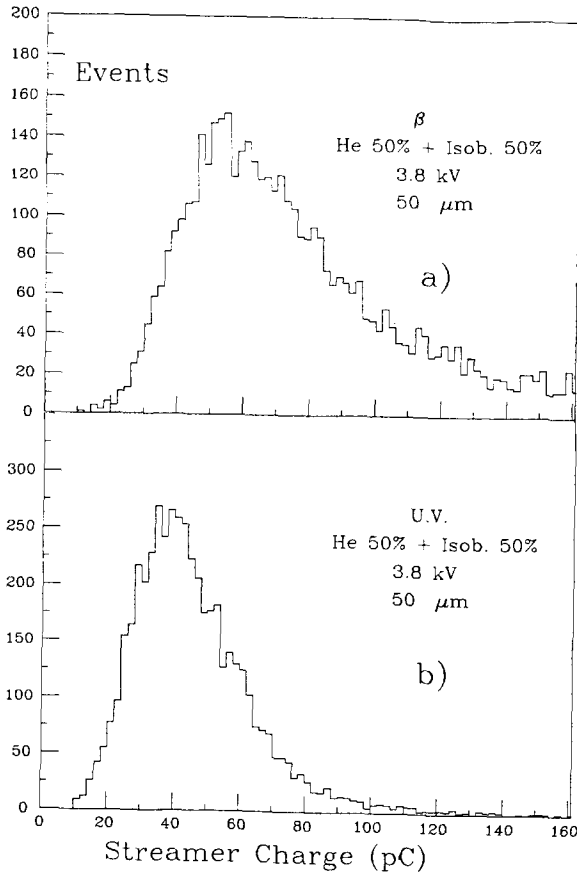 200
180
160
140
120
100
80
60
40
20
0
Events
β
He 50% + Isob. 50%
3.8 kV
50 μm
a)
300
250
200
150
100
50
0
U.V.
He 50% + Isob. 50%
3.8 kV
50 μm
b)
0 20 40 60 80 100 120 140 160
Streamer Charge (pC)